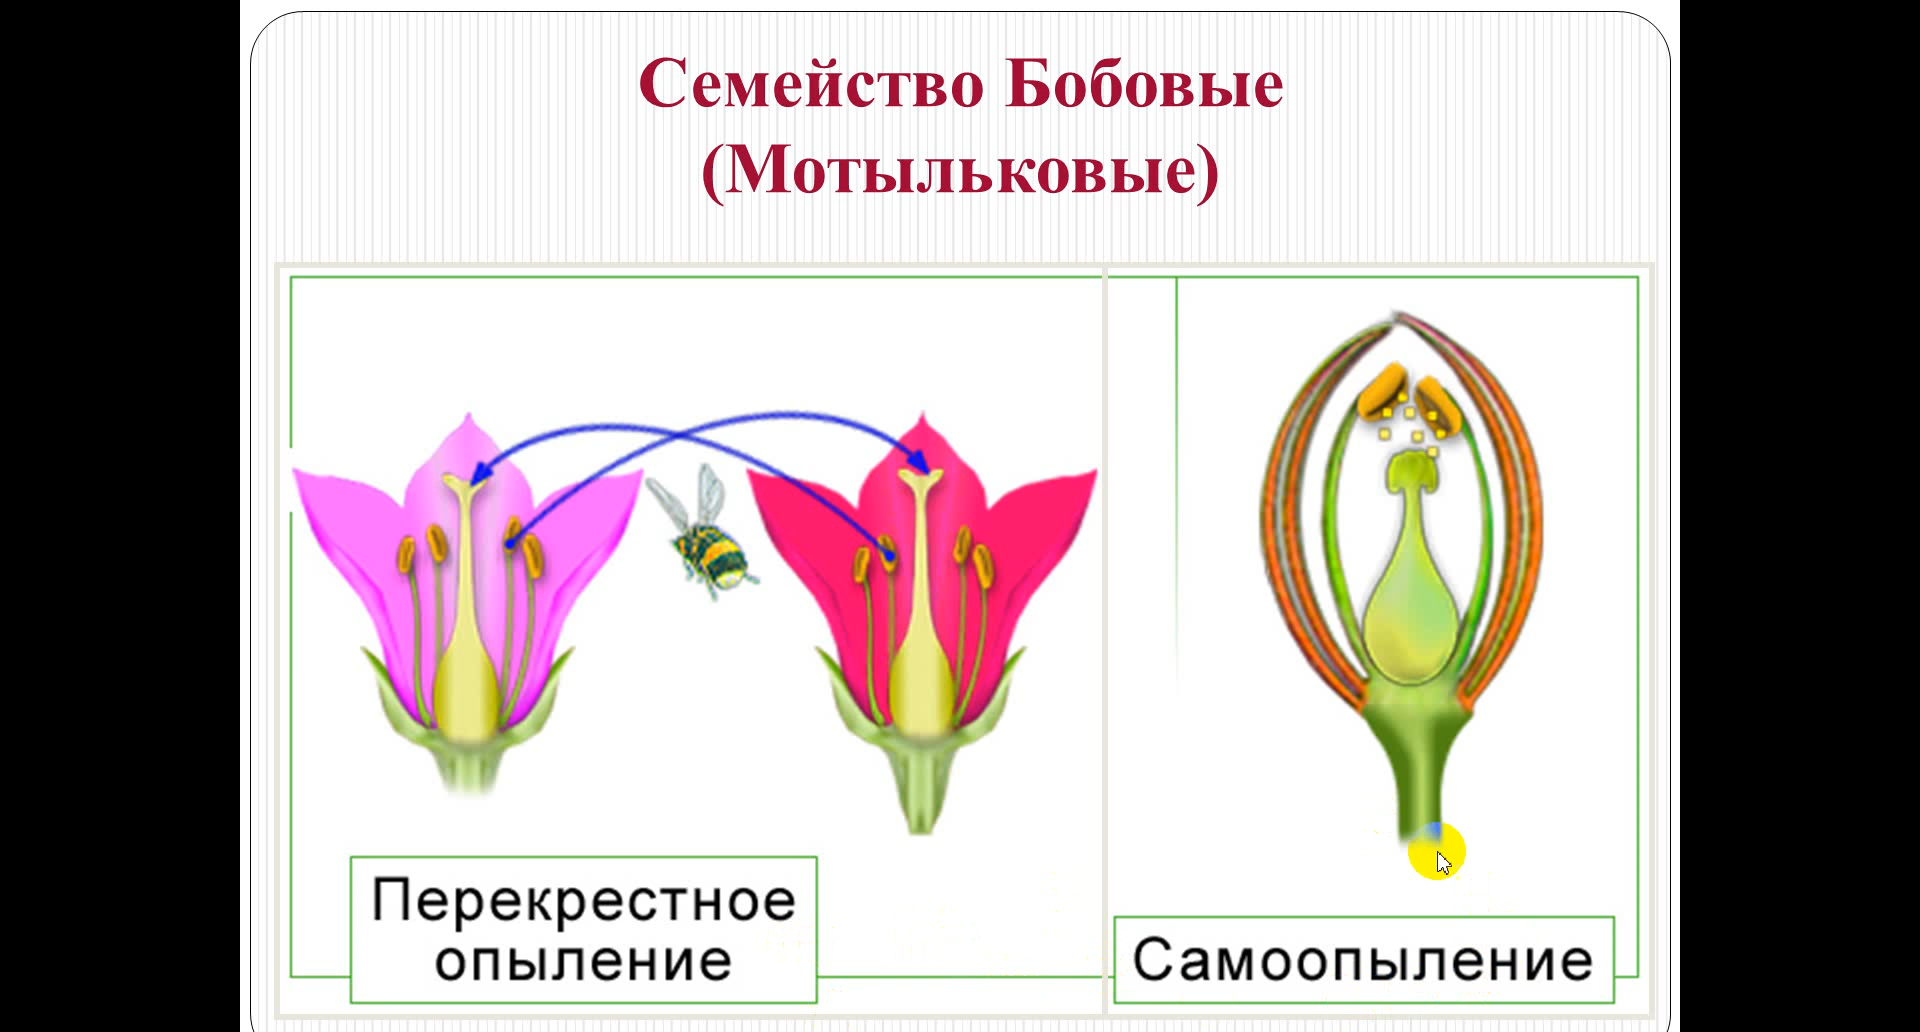 Семейство Бобовые
(Мотыльковые)
Перекрестное
опыление
Самоопыление